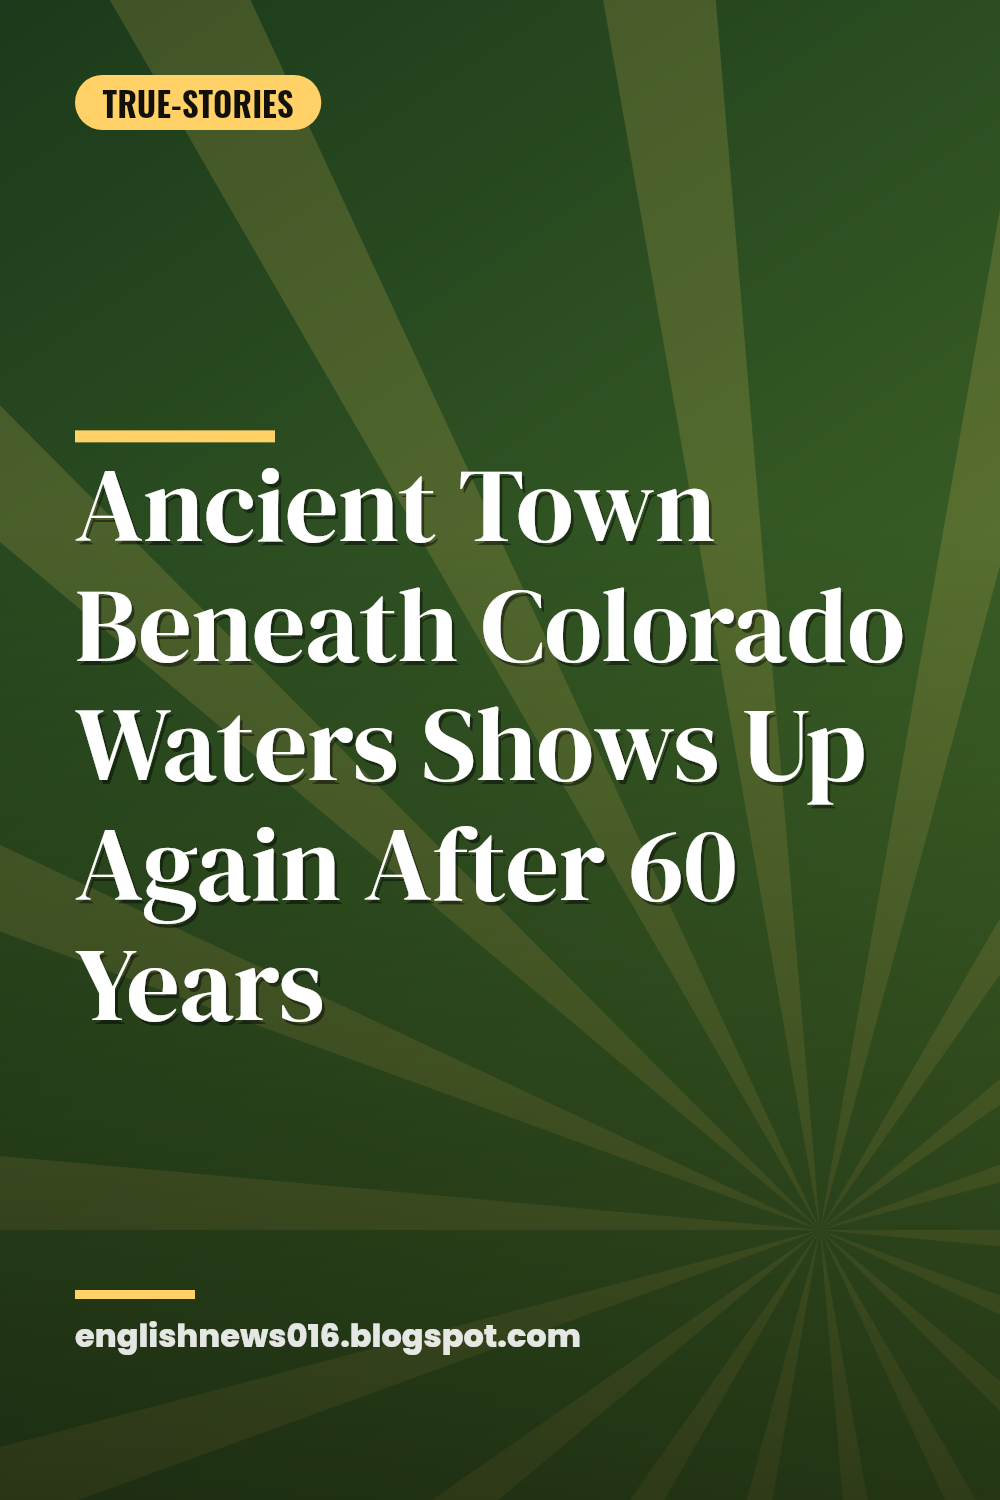 TRUE-STORIES
Ancient Town
Beneath Colorado
Waters Shows Up
Again After 60
Years
englishnews016.blogspot.com